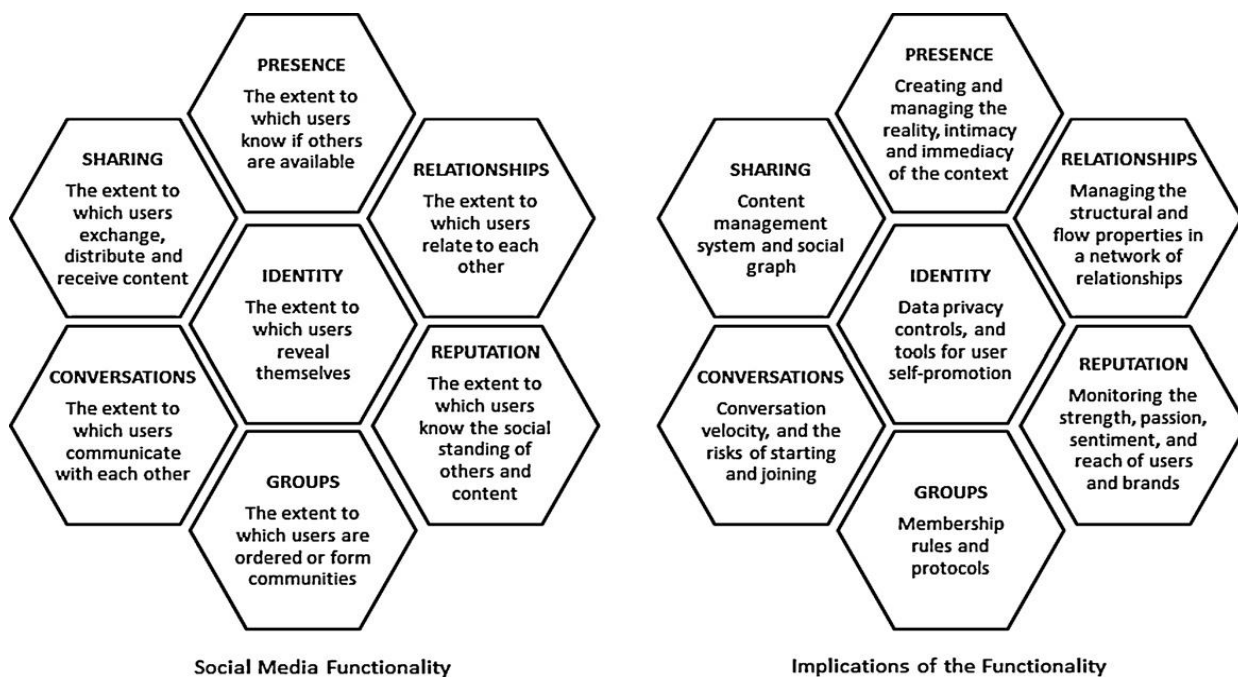 PRESENCE
The extent to
which users
know if others
are available
SHARING
The extent to
which users
exchange,
distribute and
receive content
RELATIONSHIPS
The extent to
which users
relate to each
other
IDENTITY
The extent to
which users
reveal
themselves
CONVERSATIONS
The extent to
which users
communicate
with each other
REPUTATION
The extent to
which users
know the social
standing of
others and
content
GROUPS
The extent to
which users are
ordered or form
communities
Social Media Functionality
PRESENCE
Creating and
managing the
reality, intimacy
and immediacy
of the context
SHARING
Content
management
system and social
graph
RELATIONSHIPS
Managing the
structural and
flow properties in
a network of
relationships
IDENTITY
Data privacy
controls, and
tools for user
self-promotion
CONVERSATIONS
Conversation
velocity, and the
risks of starting
and joining
REPUTATION
Monitoring the
strength, passion,
sentiment, and
reach of users
and brands
GROUPS
Membership
rules and
protocols
Implications of the Functionality